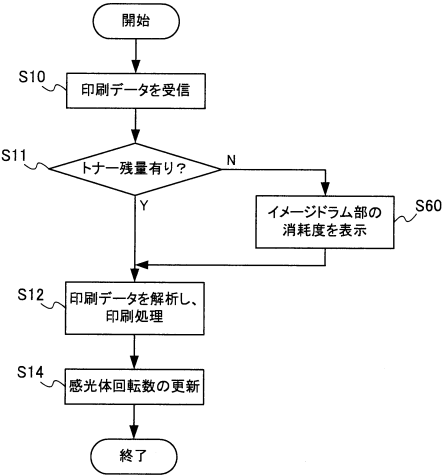 開始
S10
印刷データを受信
S11
トナー残量有り?
N
Y
イメージドラム部の
消耗度を表示
S60
S12
印刷データを解析し、
印刷処理
S14
感光体回転数の更新
終了